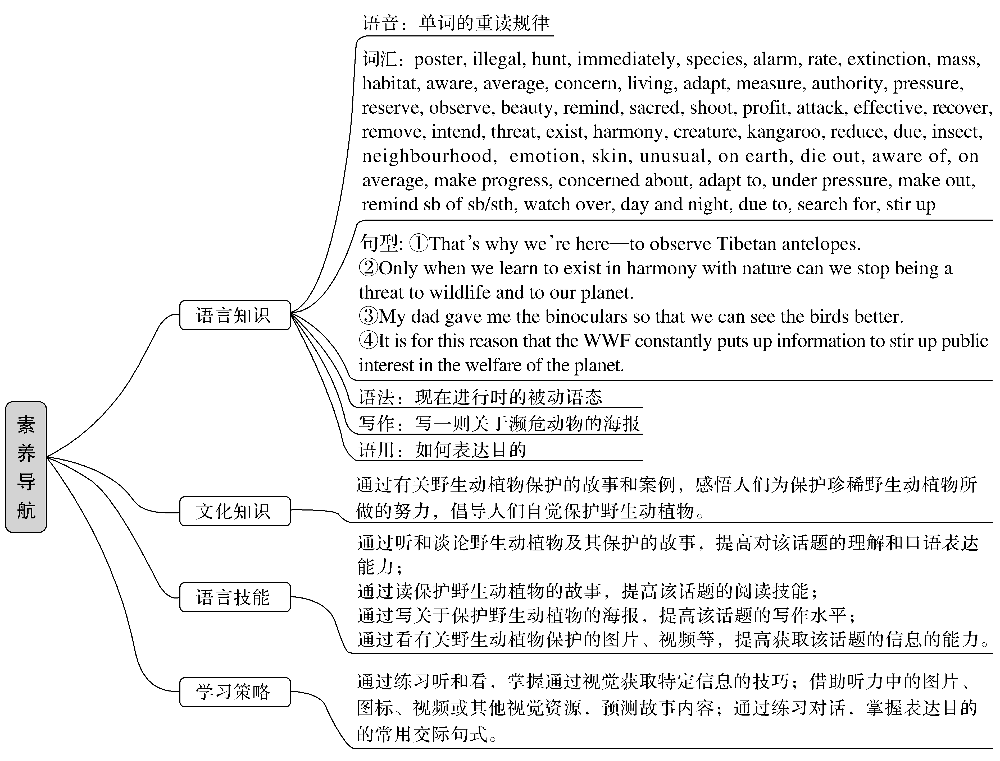 素养导航
语言知识
语音：单词的重读规律
词汇：poster, illegal, hunt, immediately, species, alarm, rate, extinction, mass,
habitat, aware, average, concern, living, adapt, measure, authority, pressure,
reserve, observe, beauty, remind, sacred, shoot, profit, attack, effective, recover,
remove, intend, threat, exist, harmony, creature, kangaroo, reduce, due, insect,
neighbourhood, emotion, skin, unusual, on earth, die out, aware of, on
average, make progress, concerned about, adapt to, under pressure, make out,
remind sb of sb/sth, watch over, day and night, due to, search for, stir up
句型: ①That’s why we’re here—to observe Tibetan antelopes.
②Only when we learn to exist in harmony with nature can we stop being a
threat to wildlife and to our planet.
③My dad gave me the binoculars so that we can see the birds better.
④It is for this reason that the WWF constantly puts up information to stir up public
interest in the welfare of the planet.
语法：现在进行时的被动语态
写作：写一则关于濒危动物的海报
语用：如何表达目的
文化知识
通过有关野生动植物保护的故事和案例，感悟人们为保护珍稀野生动植物所
做的努力，倡导人们自觉保护野生动植物。
语言技能
通过听和谈论野生动植物及其保护的故事，提高对该话题的理解和口语表达
能力；
通过读保护野生动植物的故事，提高该话题的阅读技能；
通过写关于保护野生动植物的海报，提高该话题的写作水平；
通过看有关野生动植物保护的图片、视频等，提高获取该话题的信息的能力。
学习策略
通过练习听和看，掌握通过视觉获取特定信息的技巧；借助听力中的图片、
图标、视频或其他视觉资源，预测故事内容；通过练习对话，掌握表达目的
的常用交际句式。